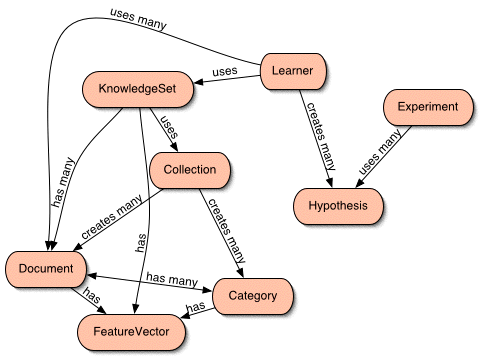 uses many
Learner
uses
KnowledgeSet
Experiment
creates many
uses
uses many
Collection
has many
creates many
Hypothesis
creates many
has
Document
has many
Category
has
has
FeatureVector